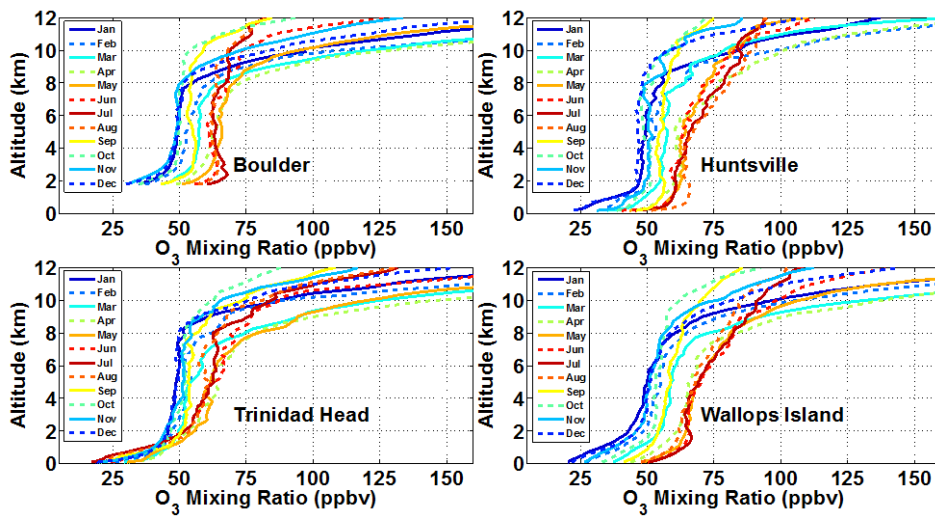 Altitude (km)
12
10
8
6
4
2
0
Jan
Feb
Mar
Apr
May
Jun
Jul
Aug
Sep
Oct
Nov
Dec
Boulder
25 50 75 100 125 150
O3 Mixing Ratio (ppbv)
Altitude (km)
12
10
8
6
4
2
0
Jan
Feb
Mar
Apr
May
Jun
Jul
Aug
Sep
Oct
Nov
Dec
Huntsville
25 50 75 100 125 150
O3 Mixing Ratio (ppbv)
Altitude (km)
12
10
8
6
4
2
0
Jan
Feb
Mar
Apr
May
Jun
Jul
Aug
Sep
Oct
Nov
Dec
Trinidad Head
25 50 75 100 125 150
O3 Mixing Ratio (ppbv)
Altitude (km)
12
10
8
6
4
2
0
Jan
Feb
Mar
Apr
May
Jun
Jul
Aug
Sep
Oct
Nov
Dec
Wallops Island
25 50 75 100 125 150
O3 Mixing Ratio (ppbv)